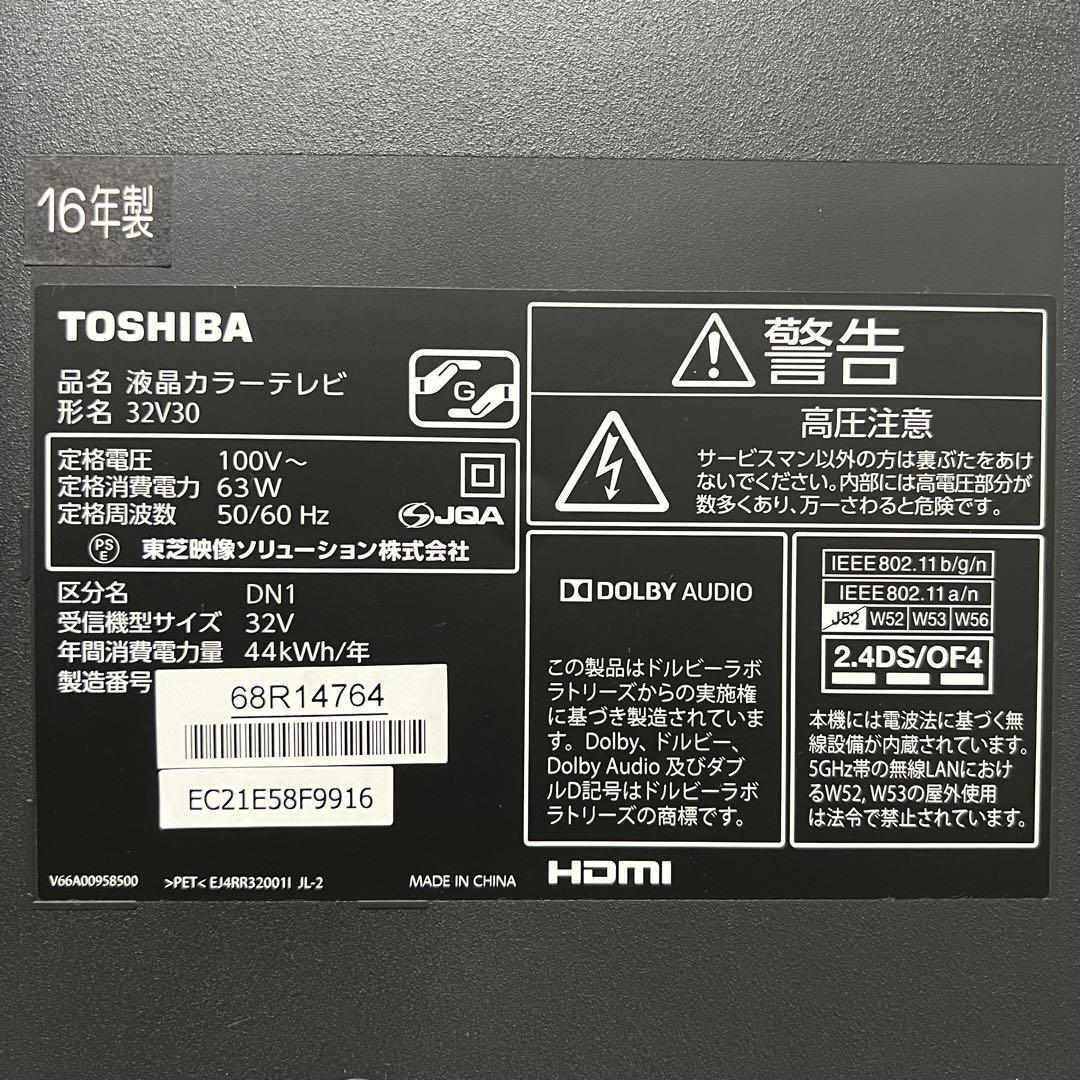 16年製
TOSHIBA
品名 液晶カラーテレビ
形名 32V30
G
定格電圧 100V～
定格消費電力 63W
定格周波数 50/60 Hz
JQA
PS
E
東芝映像ソリューション株式会社
区分名 DN1
受信機型サイズ 32V
年間消費電力量 44kWh/年
製造番号
68R14764
EC21E58F9916
V66A00958500 >PET< EJ4RR32001I JL-2 MADE IN CHINA
警告
高圧注意
サービスマン以外の方は裏ぶたをあけ
ないでください。内部には高電圧部分が
数多くあり、万一さわると危険です。
DOLBY AUDIO
この製品はドルビーラボ
ラトリーズからの実施権
に基づき製造されていま
す。Dolby、ドルビー、
Dolby Audio 及びダブ
ルD記号はドルビーラボ
ラトリーズの商標です。
IEEE802.11b/g/n
IEEE802.11a/n
J52 W52 W53 W56
2.4DS/OF4
本機には電波法に基づく無
線設備が内蔵されています。
5GHz帯の無線LANにおけ
るW52, W53の屋外使用
は法令で禁止されています。
HDMI